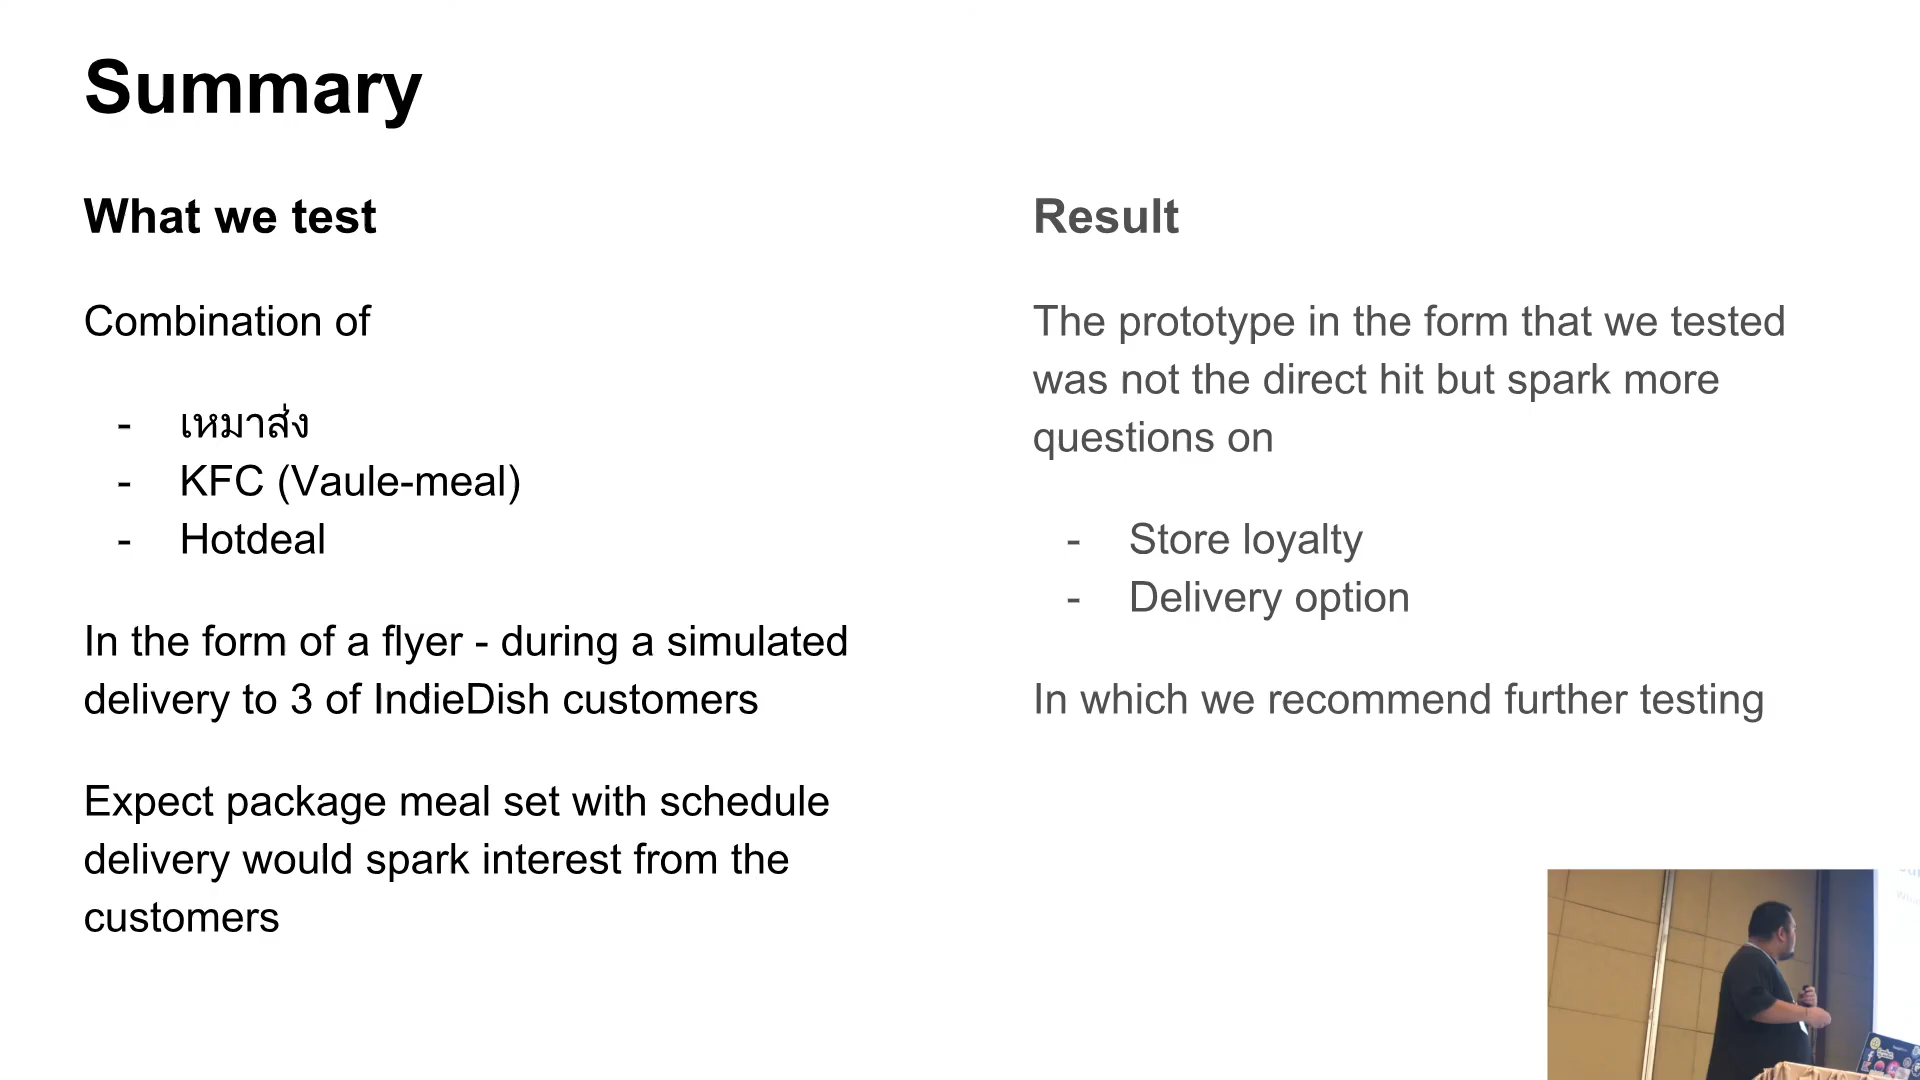 Summary
What we test
Combination of
- เหมาส่ง
- KFC (Vaule-meal)
- Hotdeal
In the form of a flyer - during a simulated
delivery to 3 of IndieDish customers
Expect package meal set with schedule
delivery would spark interest from the
customers
Result
The prototype in the form that we tested
was not the direct hit but spark more
questions on
- Store loyalty
- Delivery option
In which we recommend further testing